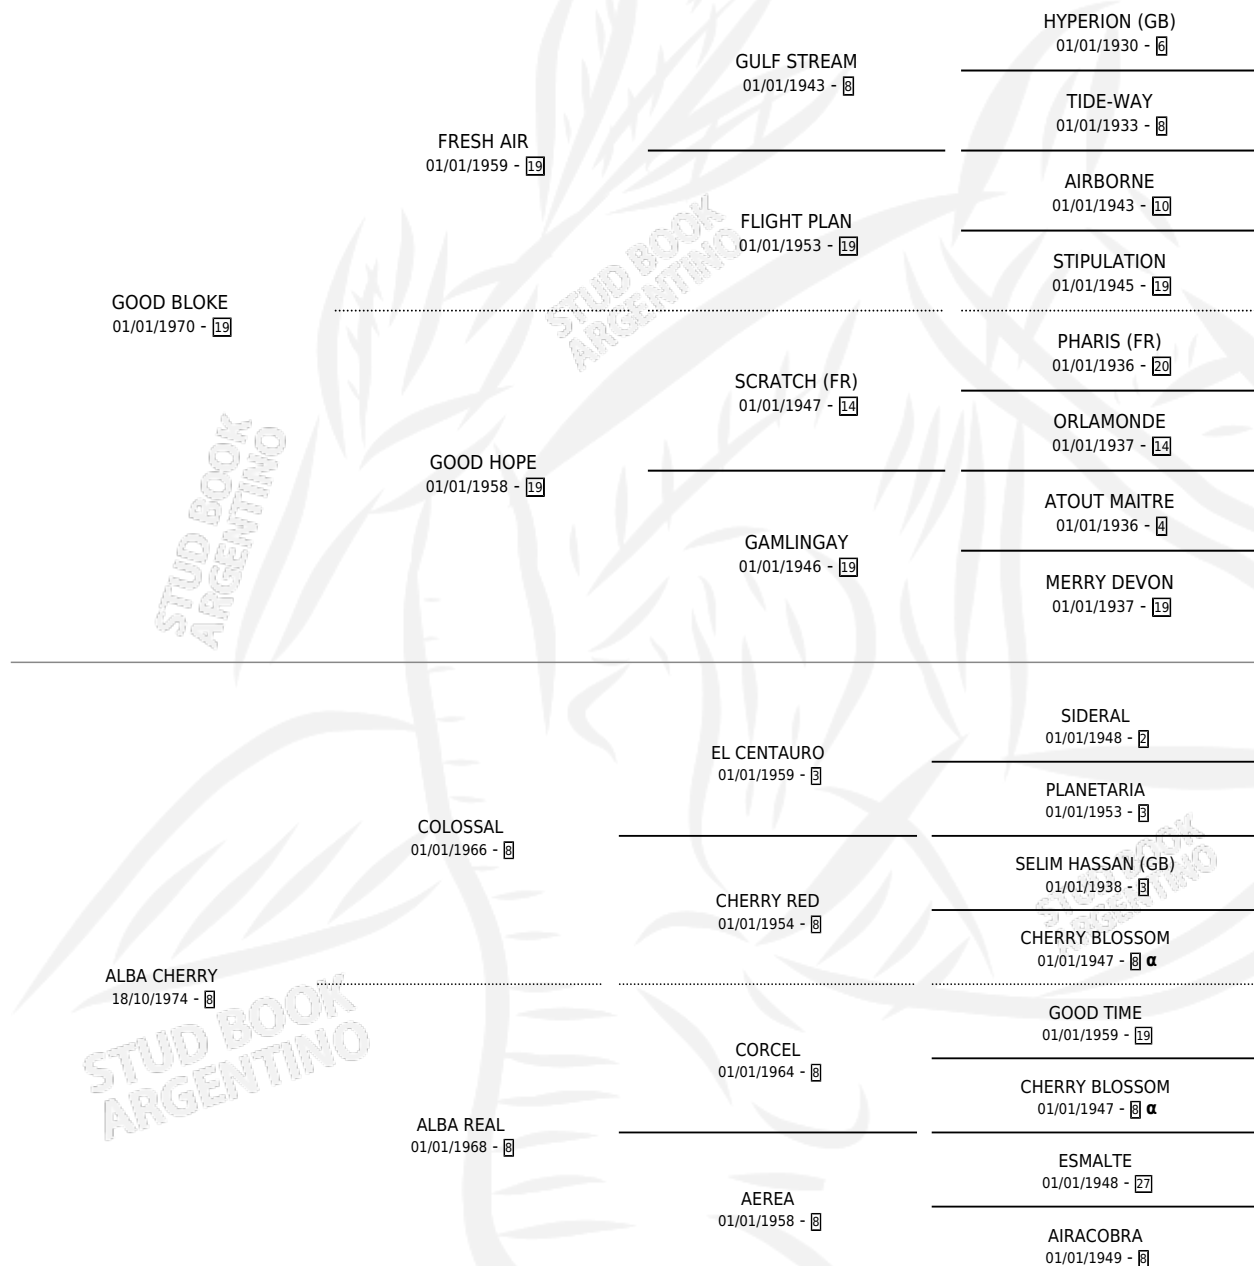 HYPERION (GB)
01/01/1930 - 6
GULF STREAM
01/01/1943 - 8
TIDE-WAY
01/01/1933 - 8
FRESH AIR
01/01/1959 - 19
AIRBORNE
01/01/1943 - 10
FLIGHT PLAN
01/01/1953 - 19
STIPULATION
01/01/1945 - 19
GOOD BLOKE
01/01/1970 - 19
PHARIS (FR)
01/01/1936 - 20
SCRATCH (FR)
01/01/1947 - 14
ORLAMONDE
01/01/1937 - 14
GOOD HOPE
01/01/1958 - 19
ATOUT MAITRE
01/01/1936 - 4
GAMLINGAY
01/01/1946 - 19
MERRY DEVON
01/01/1937 - 19
SIDERAL
01/01/1948 - 2
EL CENTAURO
01/01/1959 - 3
PLANETARIA
01/01/1953 - 3
COLOSSAL
01/01/1966 - 8
SELIM HASSAN (GB)
01/01/1938 - 3
CHERRY RED
01/01/1954 - 8
CHERRY BLOSSOM
01/01/1947 - 8 α
ALBA CHERRY
18/10/1974 - 8
GOOD TIME
01/01/1959 - 19
CORCEL
01/01/1964 - 8
CHERRY BLOSSOM
01/01/1947 - 8 α
ALBA REAL
01/01/1968 - 8
ESMALTE
01/01/1948 - 27
AEREA
01/01/1958 - 8
AIRACOBRA
01/01/1949 - 8
STUD BOOK
ARGENTINO
STUD BOOK
ARGENTINO
STUD BOOK
ARGENTINO
STUD BOOK
ARGENTINO